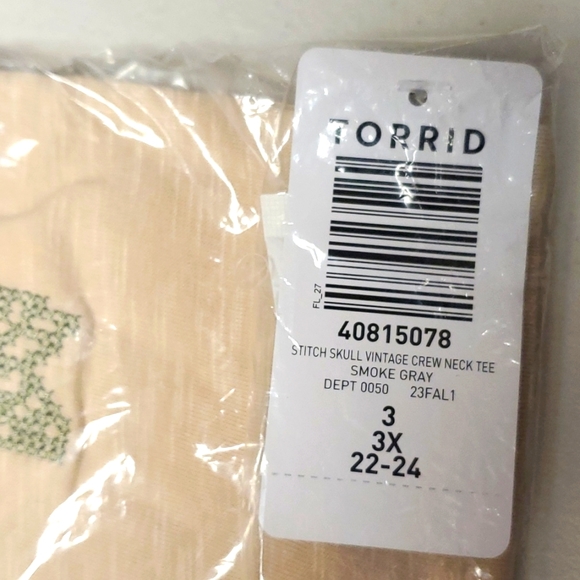 TORRID
FL_27
40815078
STITCH SKULL VINTAGE CREW NECK TEE
SMOKE GRAY
DEPT 0050 23FAL1
3
3X
22-24